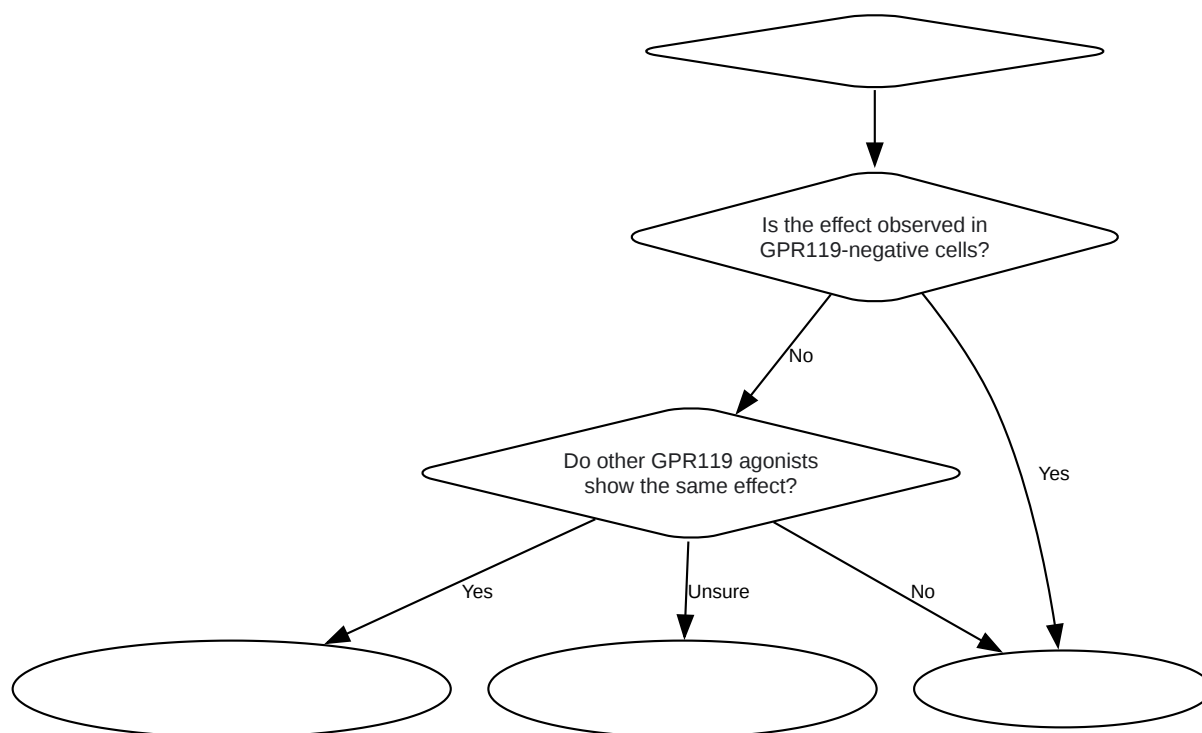 Is the effect observed in
GPR119-negative cells?
No
Do other GPR119 agonists
show the same effect?
Yes
Yes
Unsure
No